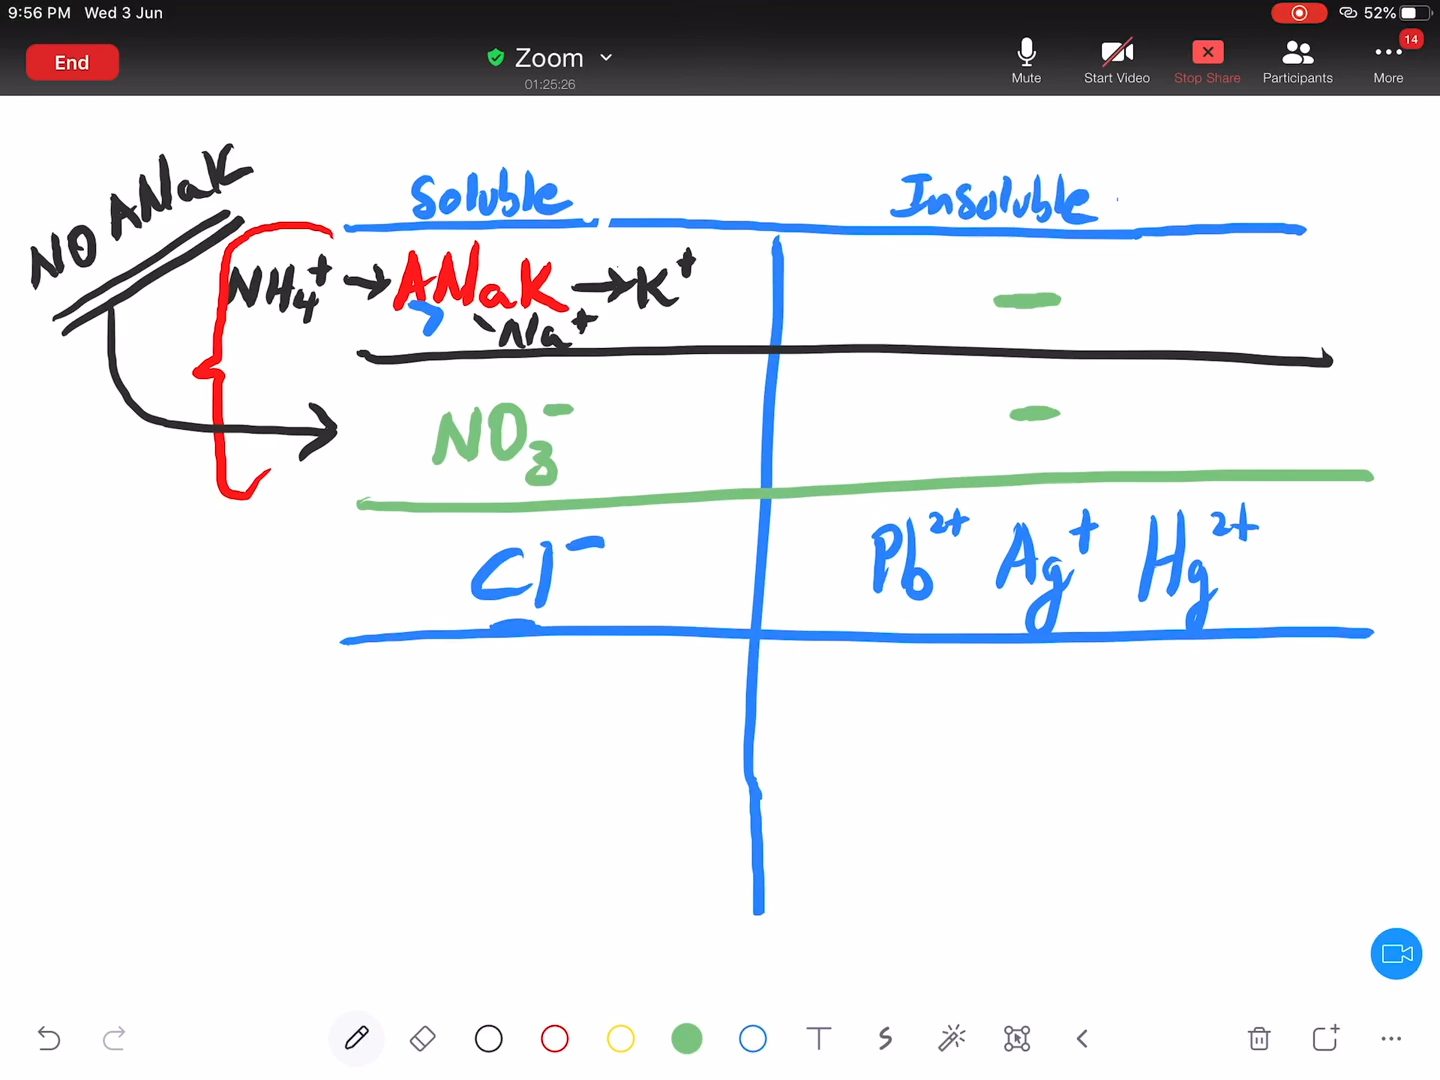 9:56 PM Wed 3 Jun
52%
End
Zoom
01:25:26
Mute
Start Video
Stop Share
Participants
14
More
NO ANaK
Soluble
Insoluble
NH₄⁺ → ANaK → K⁺
Na⁺
-
NO₃⁻
-
Cl⁻
Pb²⁺ Ag⁺ Hg²⁺
T